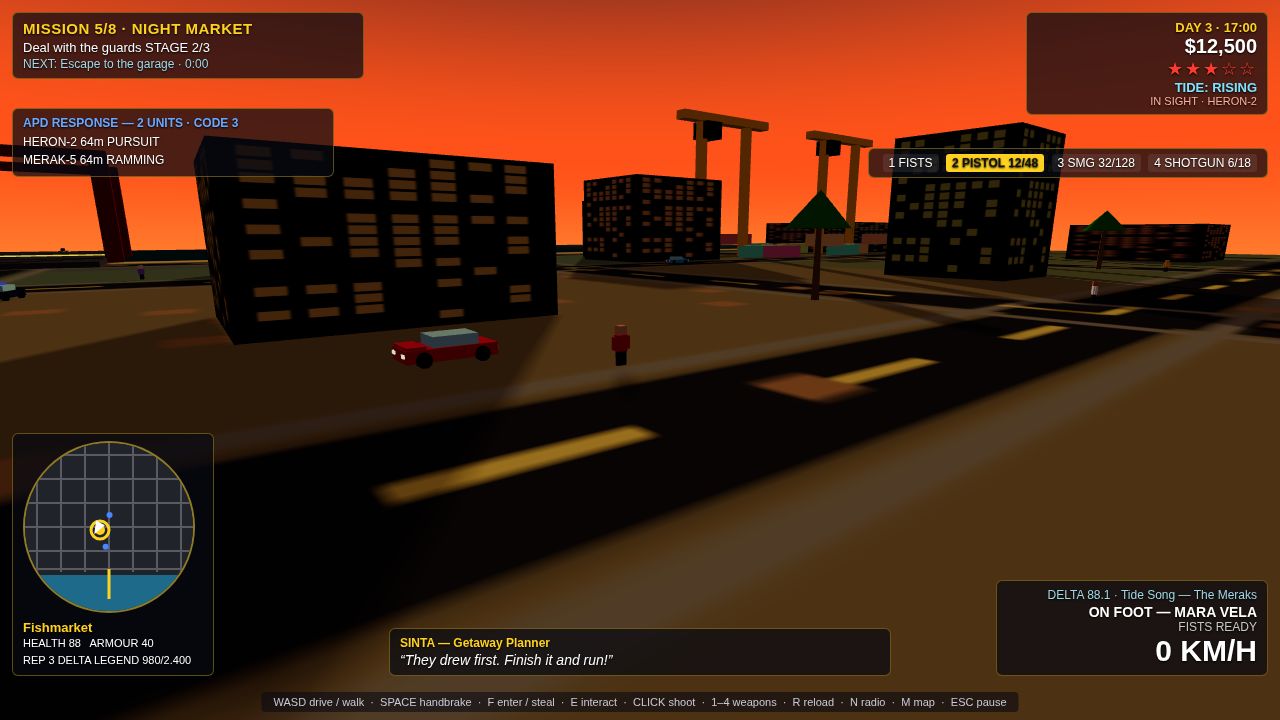 MISSION 5/8 · NIGHT MARKET
Deal with the guards STAGE 2/3
NEXT: Escape to the garage · 0:00
DAY 3 · 17:00
$12,500
★★★☆☆
TIDE: RISING
IN SIGHT · HERON-2
APD RESPONSE — 2 UNITS · CODE 3
HERON-2 64m PURSUIT
MERAK-5 64m RAMMING
1 FISTS 2 PISTOL 12/48 3 SMG 32/128 4 SHOTGUN 6/18
Fishmarket
HEALTH 88 ARMOUR 40
REP 3 DELTA LEGEND 980/2.400
SINTA — Getaway Planner
“They drew first. Finish it and run!”
DELTA 88.1 · Tide Song — The Meraks
ON FOOT — MARA VELA
FISTS READY
0 KM/H
WASD drive / walk · SPACE handbrake · F enter / steal · E interact · CLICK shoot · 1–4 weapons · R reload · N radio · M map · ESC pause